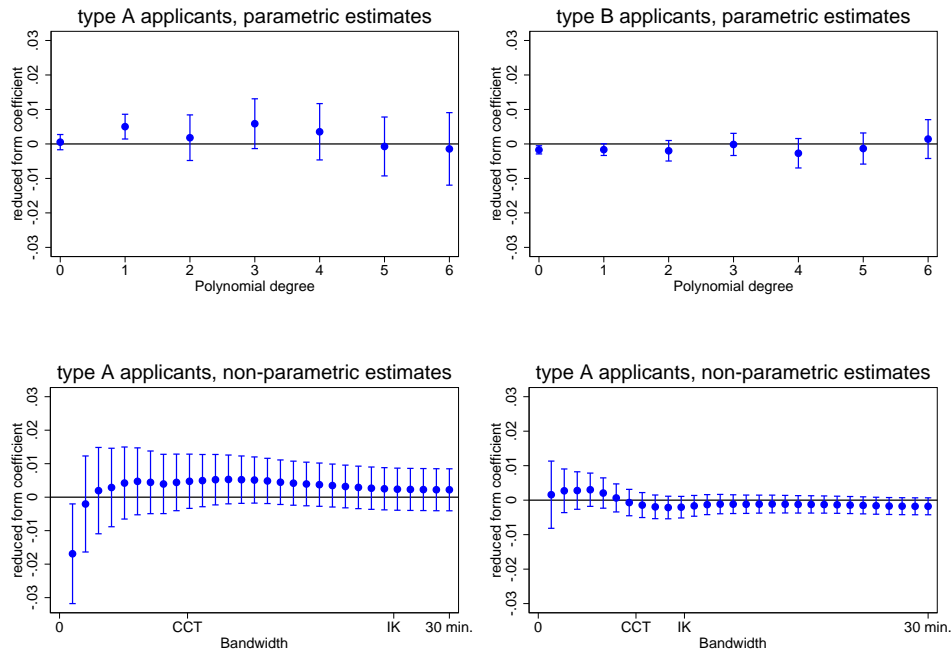 type A applicants, parametric estimates
reduced form coefficient
.03
.02
.01
0
-.01
-.02
-.03
0 1 2 3 4 5 6
Polynomial degree
type B applicants, parametric estimates
reduced form coefficient
.03
.02
.01
0
-.01
-.02
-.03
0 1 2 3 4 5 6
Polynomial degree
type A applicants, non-parametric estimates
reduced form coefficient
.03
.02
.01
0
-.01
-.02
-.03
0 CCT IK 30 min.
Bandwidth
type A applicants, non-parametric estimates
reduced form coefficient
.03
.02
.01
0
-.01
-.02
-.03
0 CCT IK 30 min.
Bandwidth